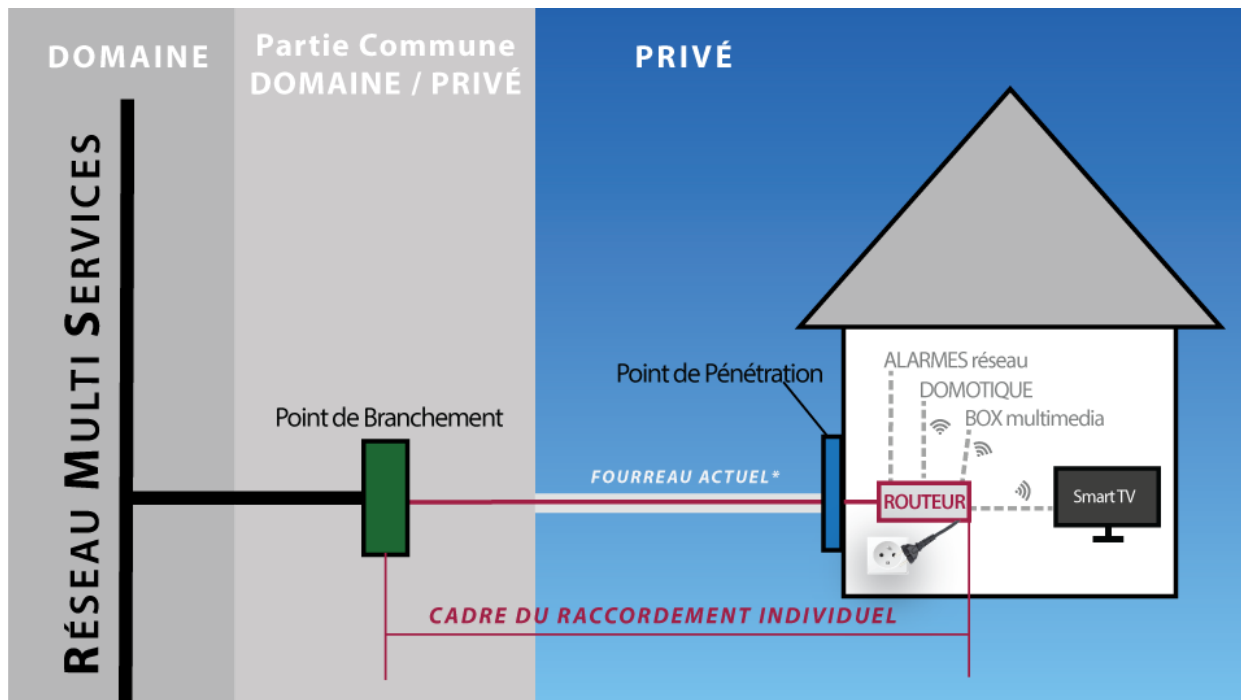 DOMAINE
Partie Commune
DOMAINE / PRIVÉ
PRIVÉ
RÉSEAU MULTI SERVICES
Point de Branchement
FOURREAU ACTUEL*
Point de Pénétration
ALARMES réseau
DOMOTIQUE
BOX multimedia
ROUTEUR
Smart TV
CADRE DU RACCORDEMENT INDIVIDUEL